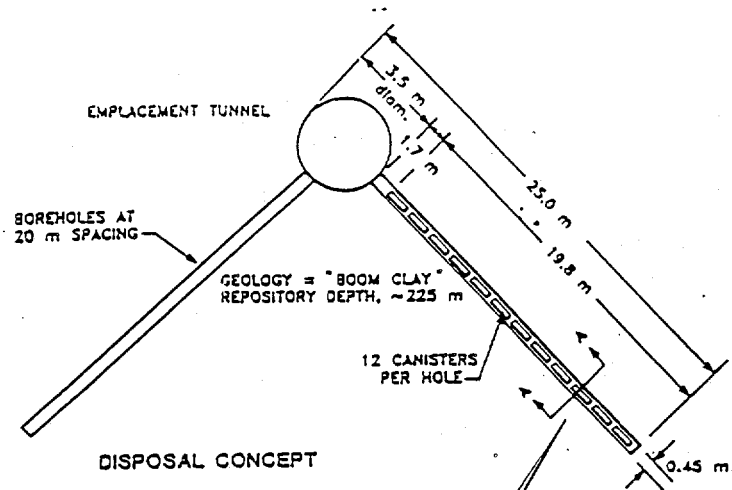 3.5 m
diam.
EMPLACEMENT TUNNEL
1.7 m
25.0 m
19.8 m
BOREHOLES AT
20 m SPACING
GEOLOGY = "BOOM CLAY"
REPOSITORY DEPTH, ~225 m
12 CANISTERS
PER HOLE
A
A
DISPOSAL CONCEPT
0.45 m